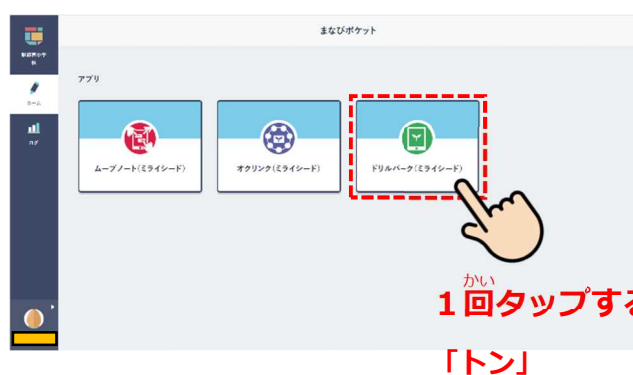 まなびポケット
アプリ
ホーム
ログ
ムーブノート(ミライシード)
オクリンク(ミライシード)
ドリルパーク(ミライシード)
かい
1回タップする
「トン」